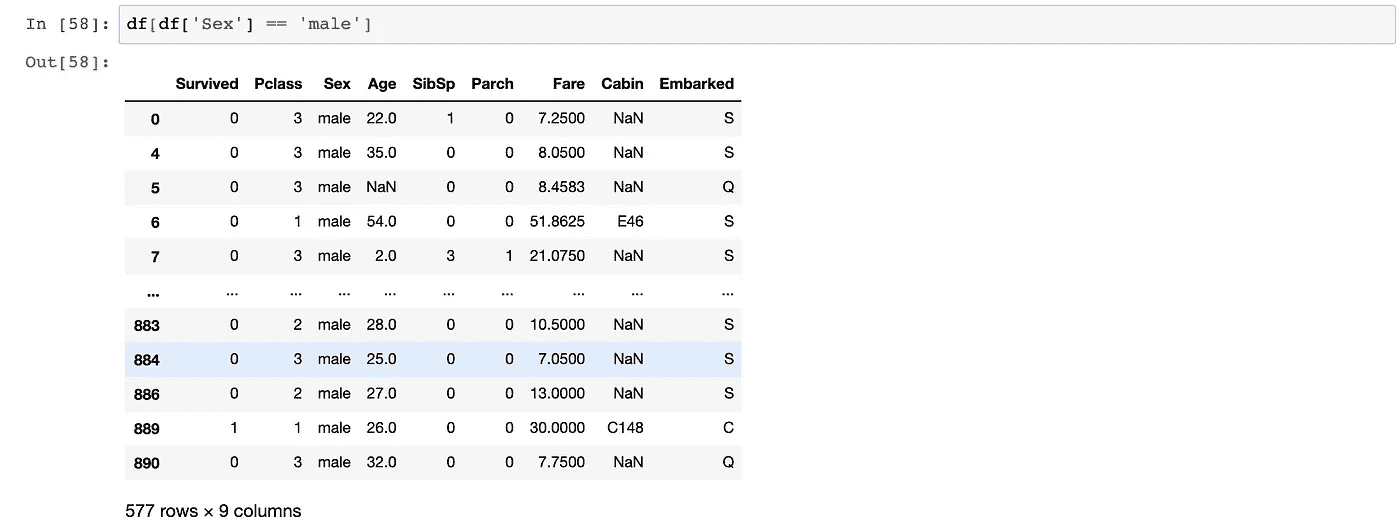 In [58]: df[df['Sex'] == 'male']
Out[58]:
Survived Pclass Sex Age SibSp Parch Fare Cabin Embarked
0 0 3 male 22.0 1 0 7.2500 NaN S
4 0 3 male 35.0 0 0 8.0500 NaN S
5 0 3 male NaN 0 0 8.4583 NaN Q
6 0 1 male 54.0 0 0 51.8625 E46 S
7 0 3 male 2.0 3 1 21.0750 NaN S
... ... ... ... ... ... ... ... ... ...
883 0 2 male 28.0 0 0 10.5000 NaN S
884 0 3 male 25.0 0 0 7.0500 NaN S
886 0 2 male 27.0 0 0 13.0000 NaN S
889 1 1 male 26.0 0 0 30.0000 C148 C
890 0 3 male 32.0 0 0 7.7500 NaN Q
577 rows × 9 columns